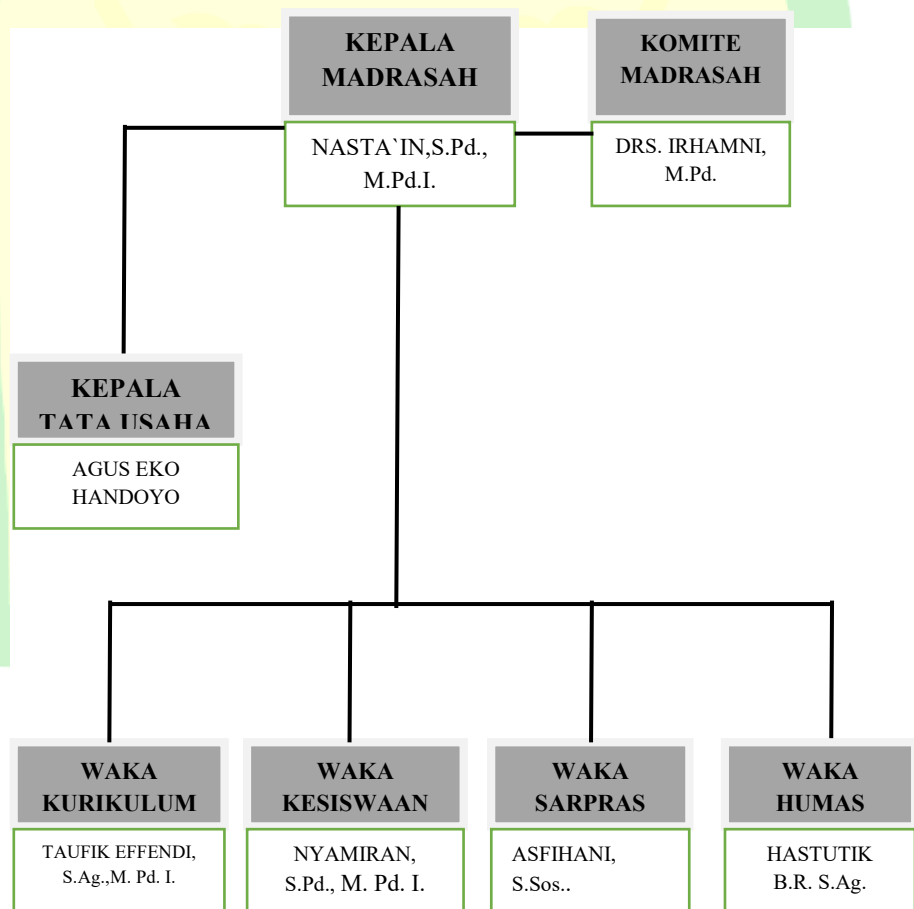 KEPALA
MADRASAH
NASTA`IN,S.Pd.,
M.Pd.I.
KOMITE
MADRASAH
DRS. IRHAMNI,
M.Pd.
KEPALA
TATA USAHA
AGUS EKO
HANDOYO
WAKA
KURIKULUM
TAUFIK EFFENDI,
S.Ag.,M. Pd. I.
WAKA
KESISWAAN
NYAMIRAN,
S.Pd., M. Pd. I.
WAKA
SARPRAS
ASFIHANI,
S.Sos..
WAKA
HUMAS
HASTUTIK
B.R. S.Ag.